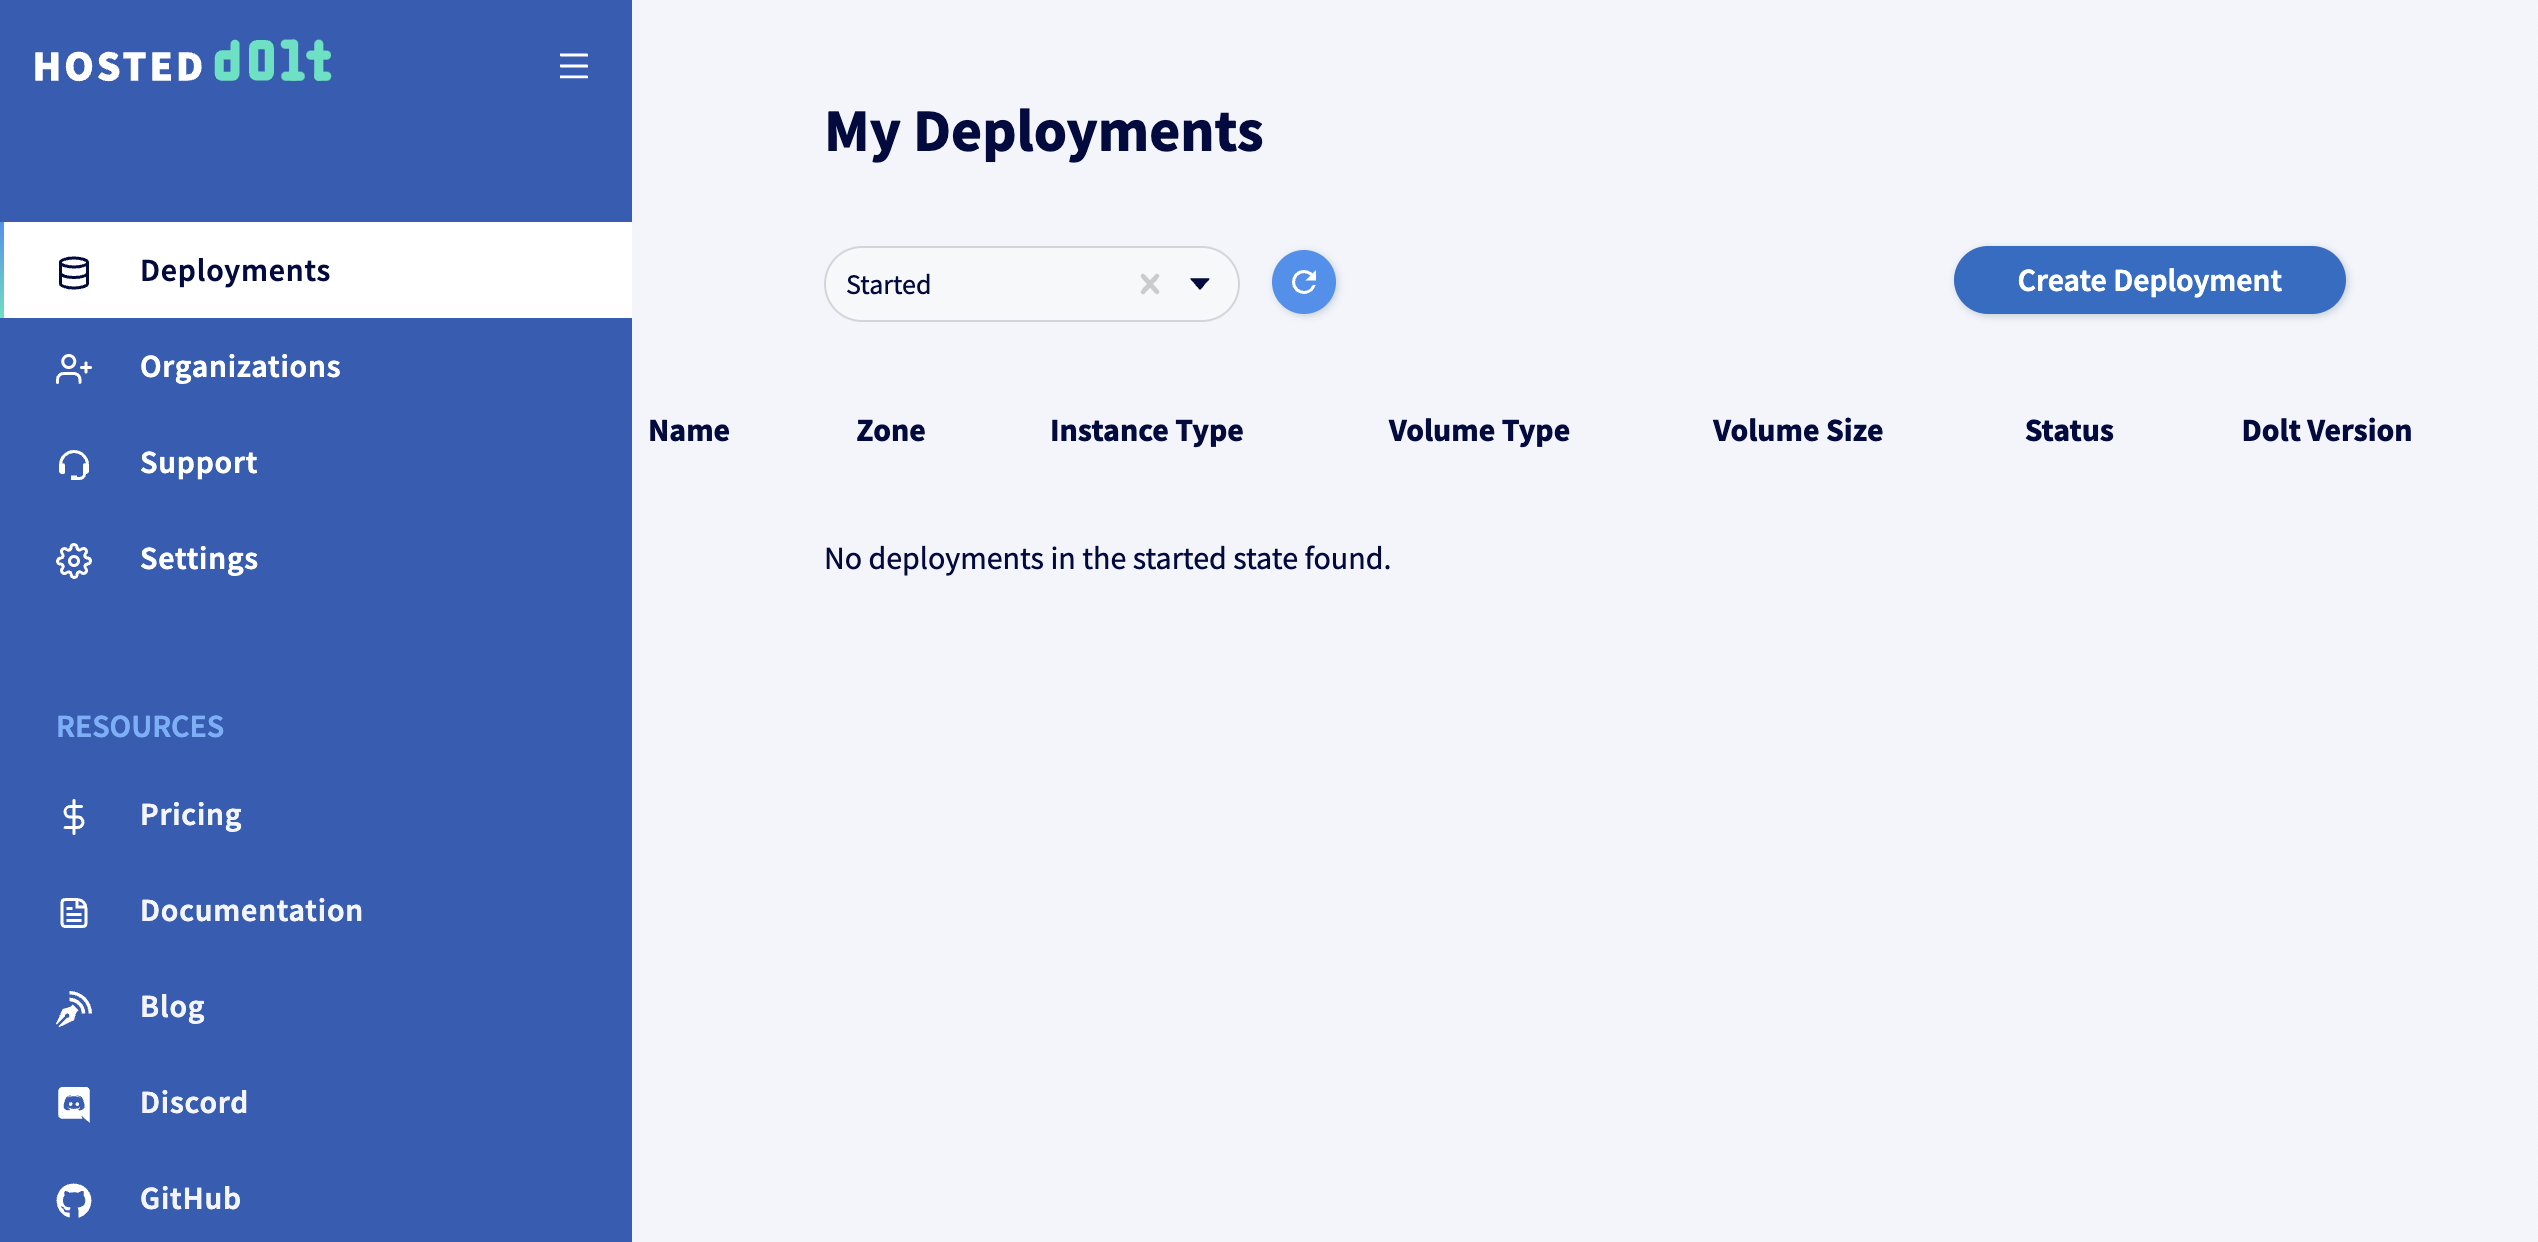 HOSTED dolt
Deployments
Organizations
Support
Settings
RESOURCES
Pricing
Documentation
Blog
Discord
GitHub
My Deployments
Started
Create Deployment
Name Zone Instance Type Volume Type Volume Size Status Dolt Version
No deployments in the started state found.